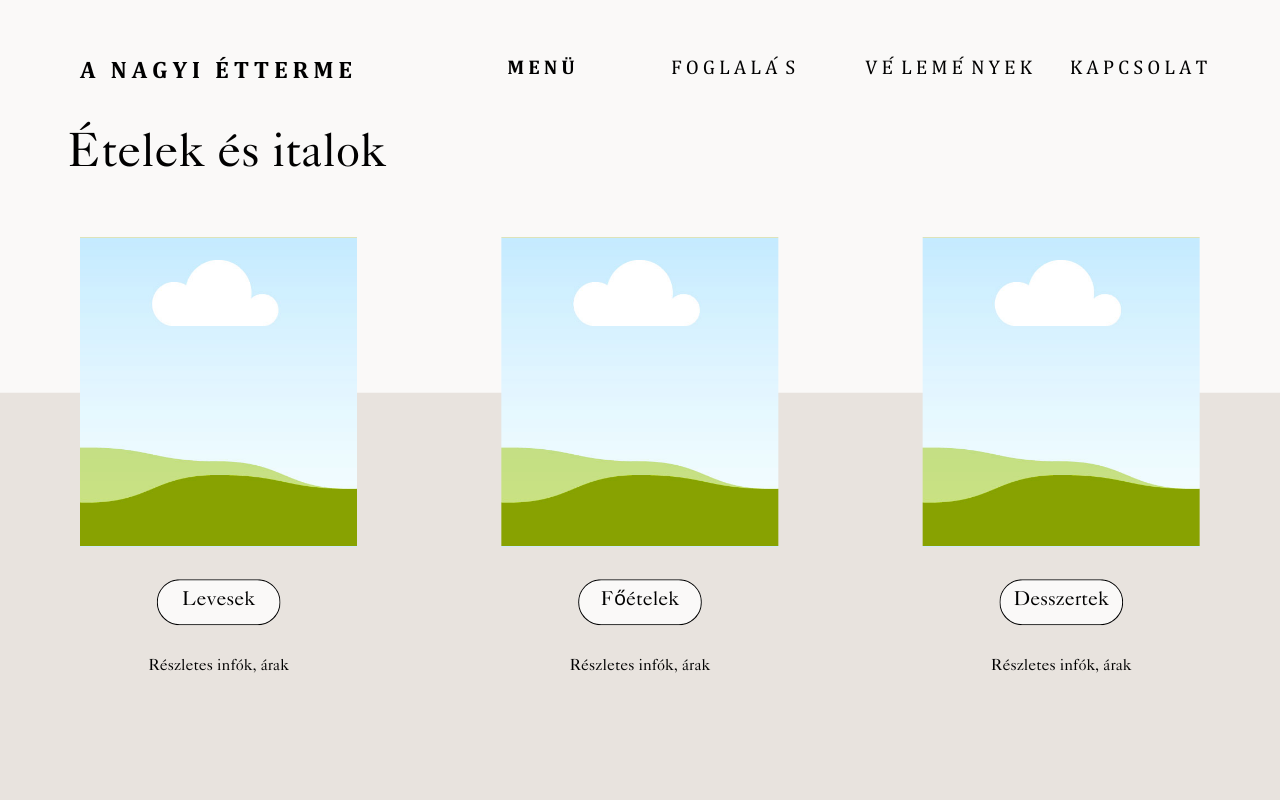 A NAGYI ÉTTERME
MENÜ
FOGLALÁS
VÉLEMÉNYEK
KAPCSOLAT
Ételek és italok
Levesek
Főételek
Desszertek
Részletes infók, árak
Részletes infók, árak
Részletes infók, árak